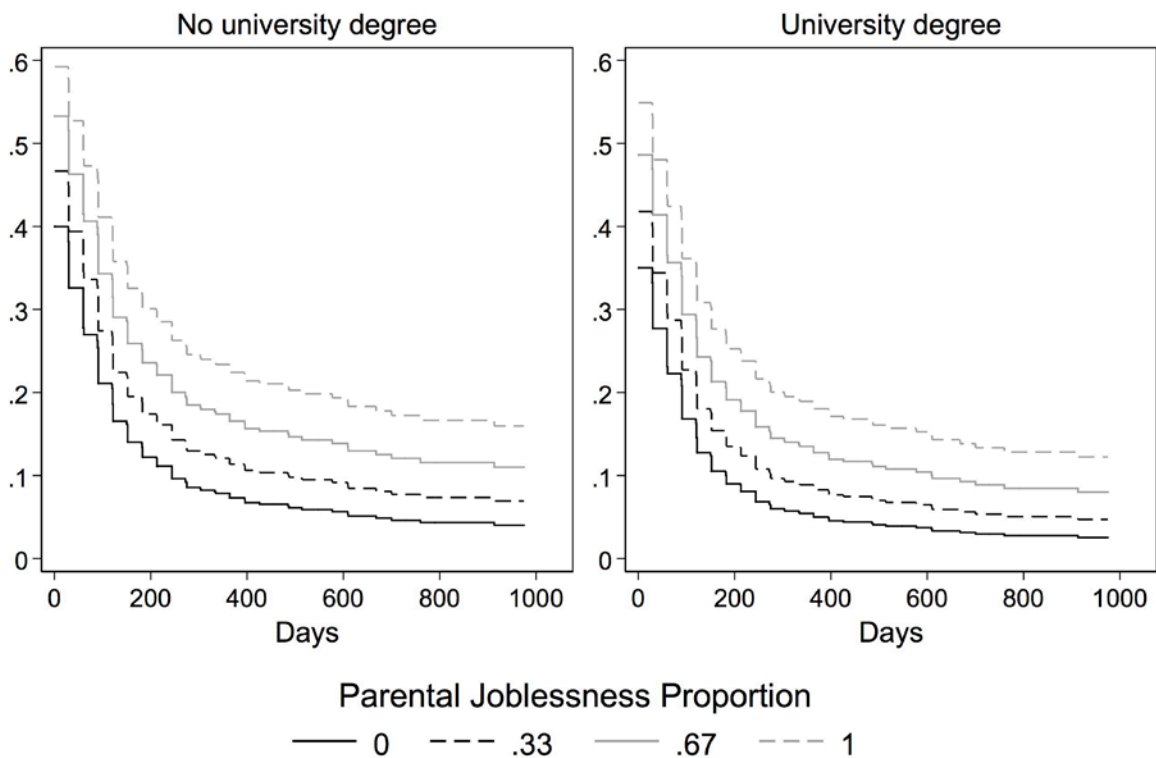 No university degree
University degree
.6
.5
.4
.3
.2
.1
0
0 200 400 600 800 1000
Days
.6
.5
.4
.3
.2
.1
0
0 200 400 600 800 1000
Days
Parental Joblessness Proportion
0 .33 .67 1